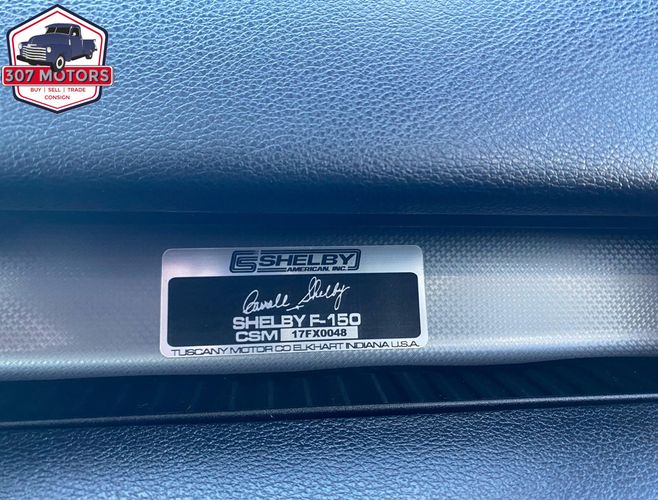 307 MOTORS
BUY | SELL | TRADE
CONSIGN
CS SHELBY
AMERICAN, INC.
Carroll Shelby
SHELBY F-150
CSM 17FX0048
TUSCANY MOTOR CO ELKHART INDIANA U.S.A.